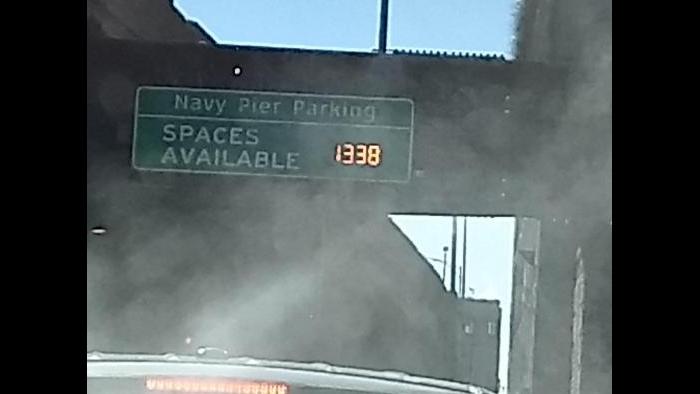 Navy Pier Parking
SPACES
AVAILABLE 1338